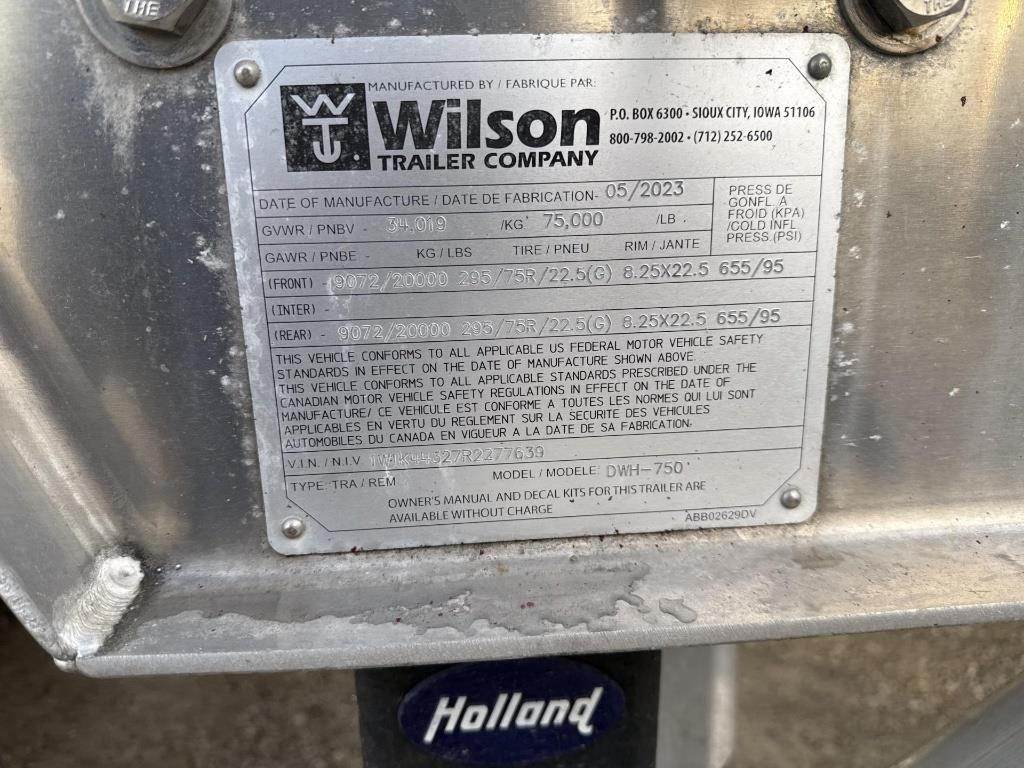 THE
THE
MANUFACTURED BY / FABRIQUE PAR:
WT
Wilson
TRAILER COMPANY
P.O. BOX 6300 • SIOUX CITY, IOWA 51106
800-798-2002 • (712) 252-6500
DATE OF MANUFACTURE / DATE DE FABRICATION- 05/2023
GVWR / PNBV - 34,019 /KG 75,000 /LB
PRESS DE
GONFL. A
FROID (KPA)
/COLD INFL
PRESS.(PSI)
GAWR / PNBE - KG / LBS TIRE / PNEU RIM / JANTE
(FRONT) - 9072/20000 295/75R/22.5(G) 8.25X22.5 655/95
(INTER) -
(REAR) - 9072/20000 295/75R/22.5(G) 8.25X22.5 655/95
THIS VEHICLE CONFORMS TO ALL APPLICABLE US FEDERAL MOTOR VEHICLE SAFETY
STANDARDS IN EFFECT ON THE DATE OF MANUFACTURE SHOWN ABOVE.
THIS VEHICLE CONFORMS TO ALL APPLICABLE STANDARDS PRESCRIBED UNDER THE
CANADIAN MOTOR VEHICLE SAFETY REGULATIONS IN EFFECT ON THE DATE OF
MANUFACTURE/ CE VEHICULE EST CONFORME A TOUTES LES NORMES QUI LUI SONT
APPLICABLES EN VERTU DU REGLEMENT SUR LA SECURITE DES VEHICULES
AUTOMOBILES DU CANADA EN VIGUEUR A LA DATE DE SA FABRICATION.
V.I.N. / N.I.V
TYPE: TRA / REM MODEL / MODELE: DWH-750
OWNER'S MANUAL AND DECAL KITS FOR THIS TRAILER ARE
AVAILABLE WITHOUT CHARGE
ABB02629DV
Holland